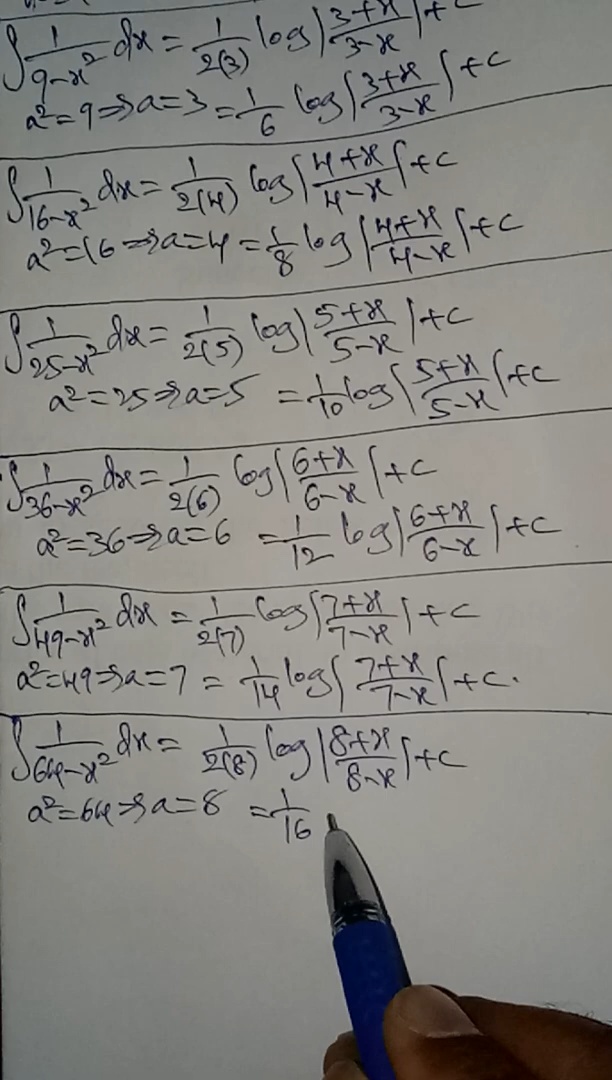 ∫ 1/(9-x²) dx = 1/(2(3)) log|(3+x)/(3-x)| + c
a²=9 ⇒ a=3 = 1/6 log|(3+x)/(3-x)| + c
∫ 1/(16-x²) dx = 1/(2(4)) log|(4+x)/(4-x)| + c
a²=16 ⇒ a=4 = 1/8 log|(4+x)/(4-x)| + c
∫ 1/(25-x²) dx = 1/(2(5)) log|(5+x)/(5-x)| + c
a²=25 ⇒ a=5 = 1/10 log|(5+x)/(5-x)| + c
∫ 1/(36-x²) dx = 1/(2(6)) log|(6+x)/(6-x)| + c
a²=36 ⇒ a=6 = 1/12 log|(6+x)/(6-x)| + c
∫ 1/(49-x²) dx = 1/(2(7)) log|(7+x)/(7-x)| + c
a²=49 ⇒ a=7 = 1/14 log|(7+x)/(7-x)| + c.
∫ 1/(64-x²) dx = 1/(2(8)) log|(8+x)/(8-x)| + c
a²=64 ⇒ a=8 = 1/16